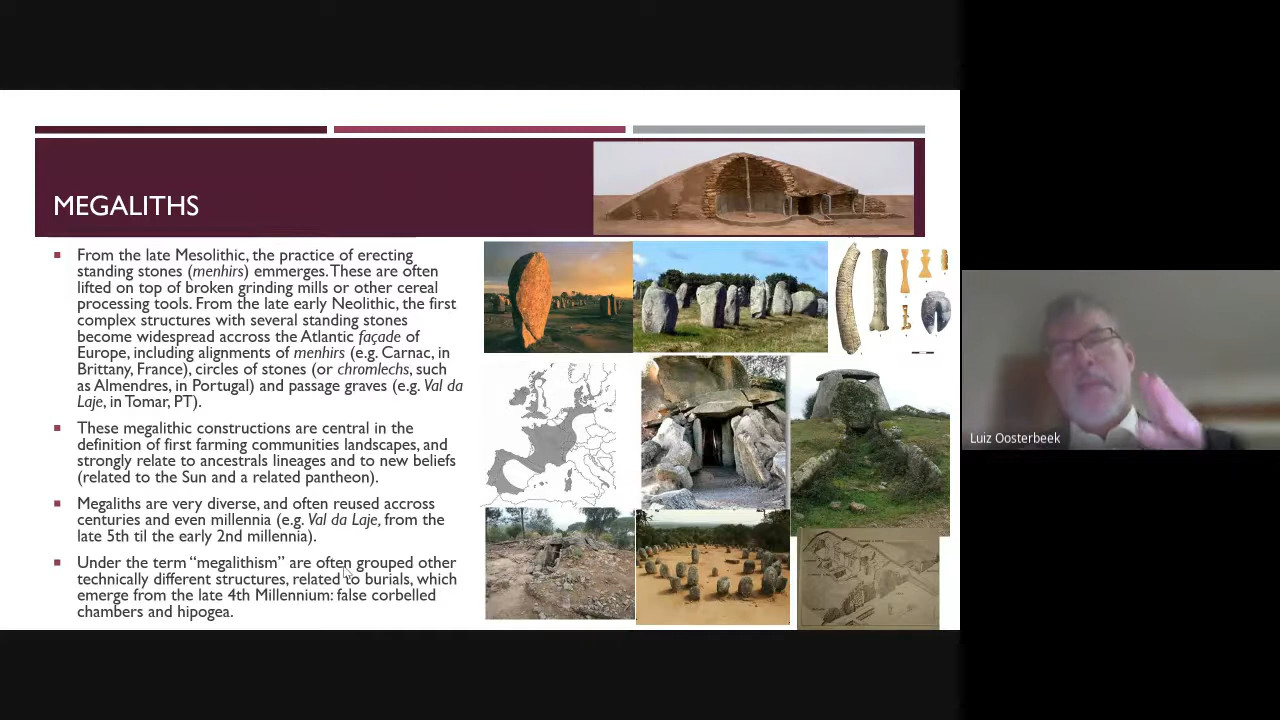 MEGALITHS
From the late Mesolithic, the practice of erecting
standing stones (menhirs) emmerges. These are often
lifted on top of broken grinding mills or other cereal
processing tools. From the late early Neolithic, the first
complex structures with several standing stones
become widespread accross the Atlantic façade of
Europe, including alignments of menhirs (e.g. Carnac, in
Brittany, France), circles of stones (or chromlechs, such
as Almendres, in Portugal) and passage graves (e.g. Val da
Laje, in Tomar, PT).
These megalithic constructions are central in the
definition of first farming communities landscapes, and
strongly relate to ancestrals lineages and to new beliefs
(related to the Sun and a related pantheon).
Megaliths are very diverse, and often reused accross
centuries and even millennia (e.g. Val da Laje, from the
late 5th til the early 2nd millennia).
Under the term “megalithism” are often grouped other
technically different structures, related to burials, which
emerge from the late 4th Millennium: false corbelled
chambers and hipogea.
Luiz Oosterbeek